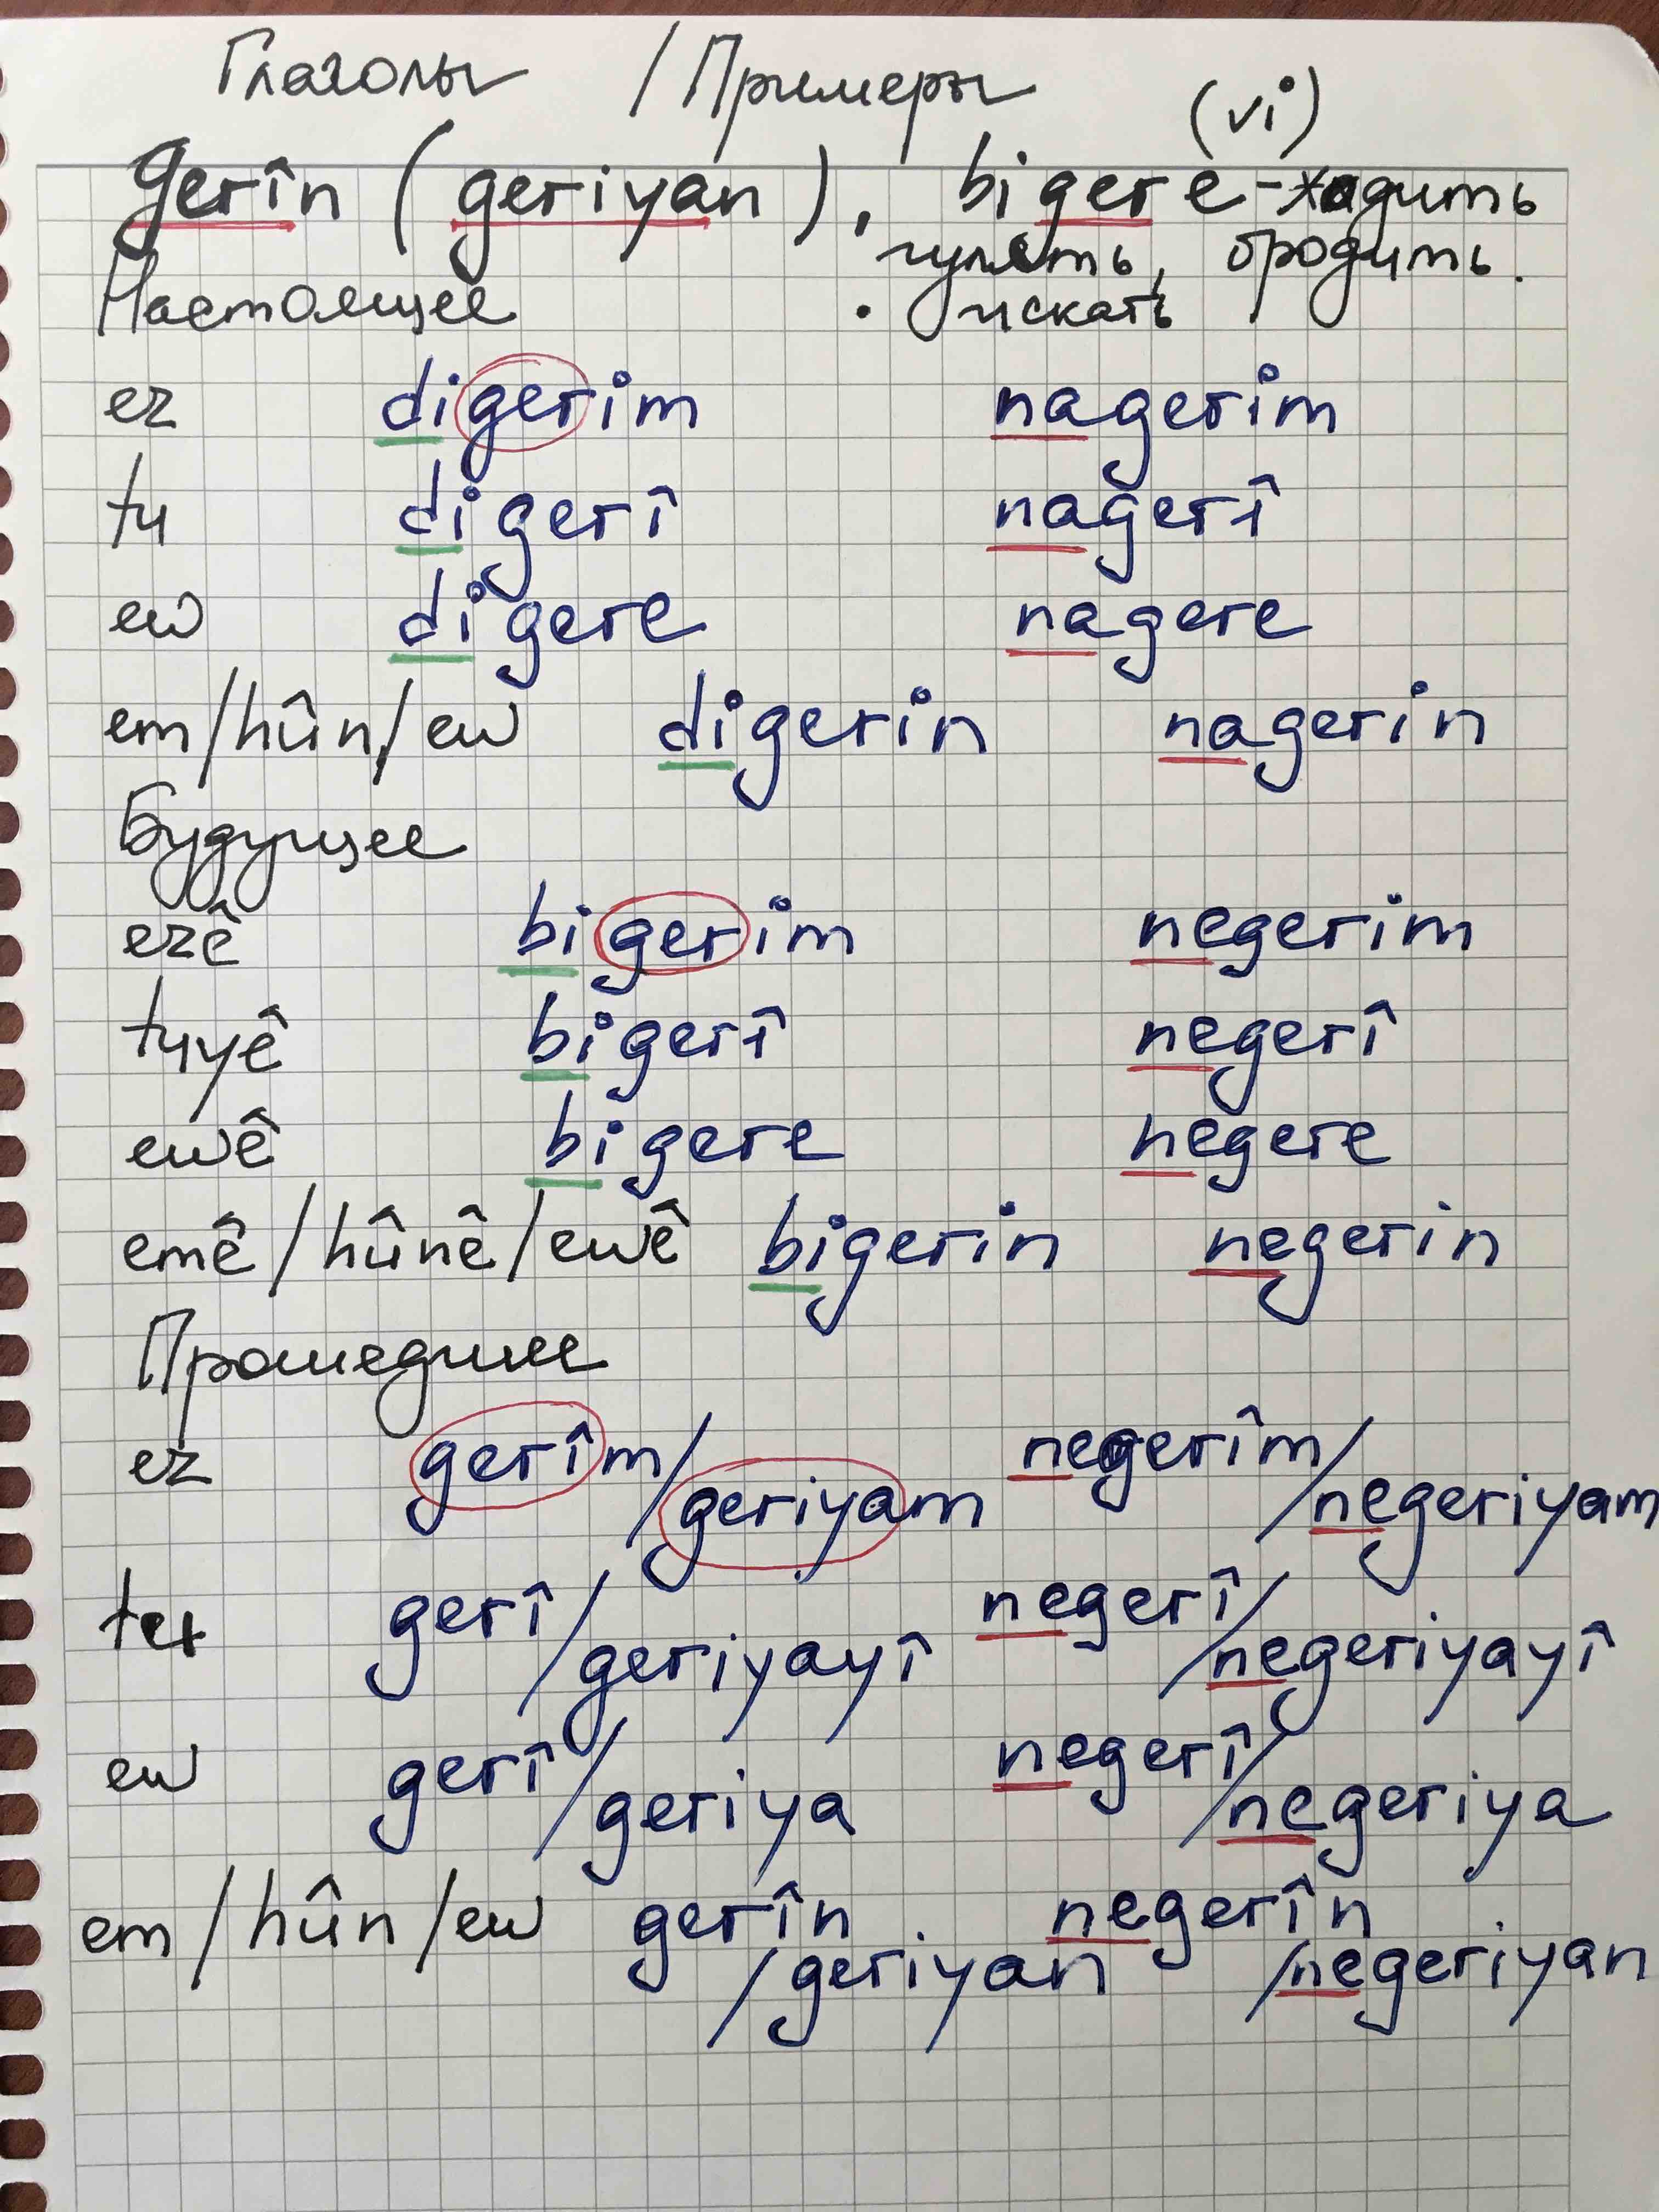 Глаголы / Примеры
(vi)
gerîn (geriyan), bigere - ходить
• гулять, бродить.
Настоящее • искать
ez digerim nagerim
tu digerî nagerî
ew digere nagere
em/hûn/ew digerin nagerin
Будущее
ezê bigerim negerim
tuyê bigerî negerî
ewê bigere negere
emê/hûnê/ewê bigerin negerin
Прошедшее
ez gerîm/ negerîm/
geriyam negeriyam
tu gerî/ negerî/
geriyayî negeriyayî
ew gerî/ negerî/
geriya negeriya
em/hûn/ew gerîn negerîn
/geriyan /negeriyan